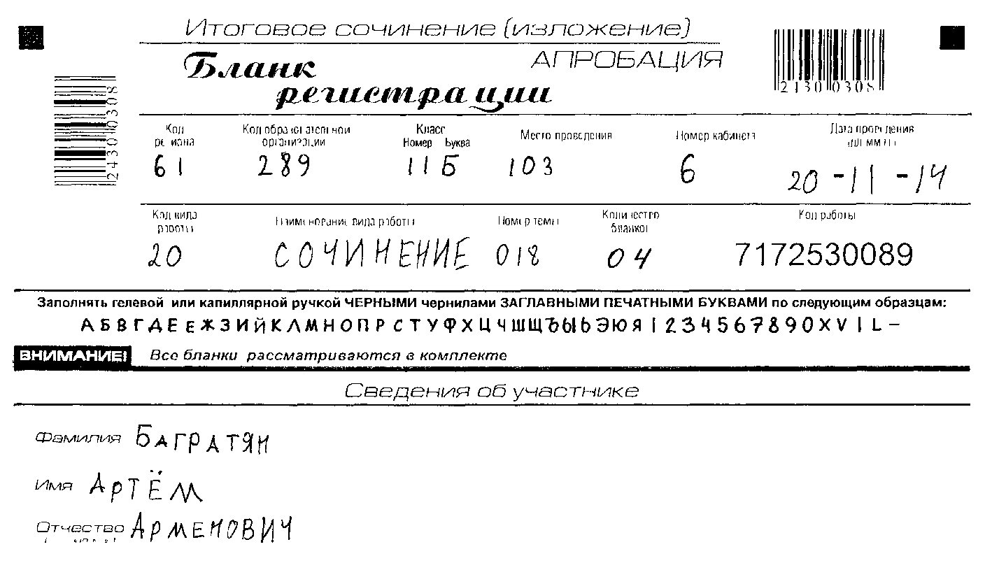 Итоговое сочинение (изложение)
АПРОБАЦИЯ
Бланк
регистрации
2130 0308
2430 0308
Код региона
Код образовательной организации
Класс
Номер Буква
Место проведения
Номер кабинета
Дата проведения
61 289 11 Б 103 6 20 -11 -14
Код вида работы
Наименование вида работы
Номер темы
Количество бланков
Код работы
20 СОЧИНЕНИЕ 018 04 7172530089
Заполнять гелевой или капиллярной ручкой ЧЕРНЫМИ чернилами ЗАГЛАВНЫМИ ПЕЧАТНЫМИ БУКВАМИ по следующим образцам:
А Б В Г Д Е Ё Ж З И Й К Л М Н О П Р С Т У Ф Х Ц Ч Ш Щ Ъ Ы Ь Э Ю Я 1 2 3 4 5 6 7 8 9 0 X V I L -
ВНИМАНИЕ! Все бланки рассматриваются в комплекте
Сведения об участнике
Фамилия БАГРАТЯН
Имя АРТЁМ
Отчество АРМЕНОВИЧ